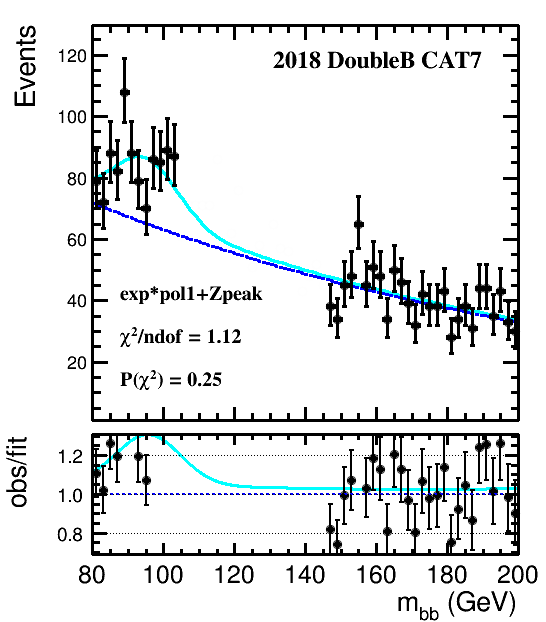 Events
120
100
80
60
40
20
2018 DoubleB CAT7
exp*pol1+Zpeak
χ²/ndof = 1.12
P(χ²) = 0.25
obs/fit
1.2
1.0
0.8
80 100 120 140 160 180 200
m_bb (GeV)